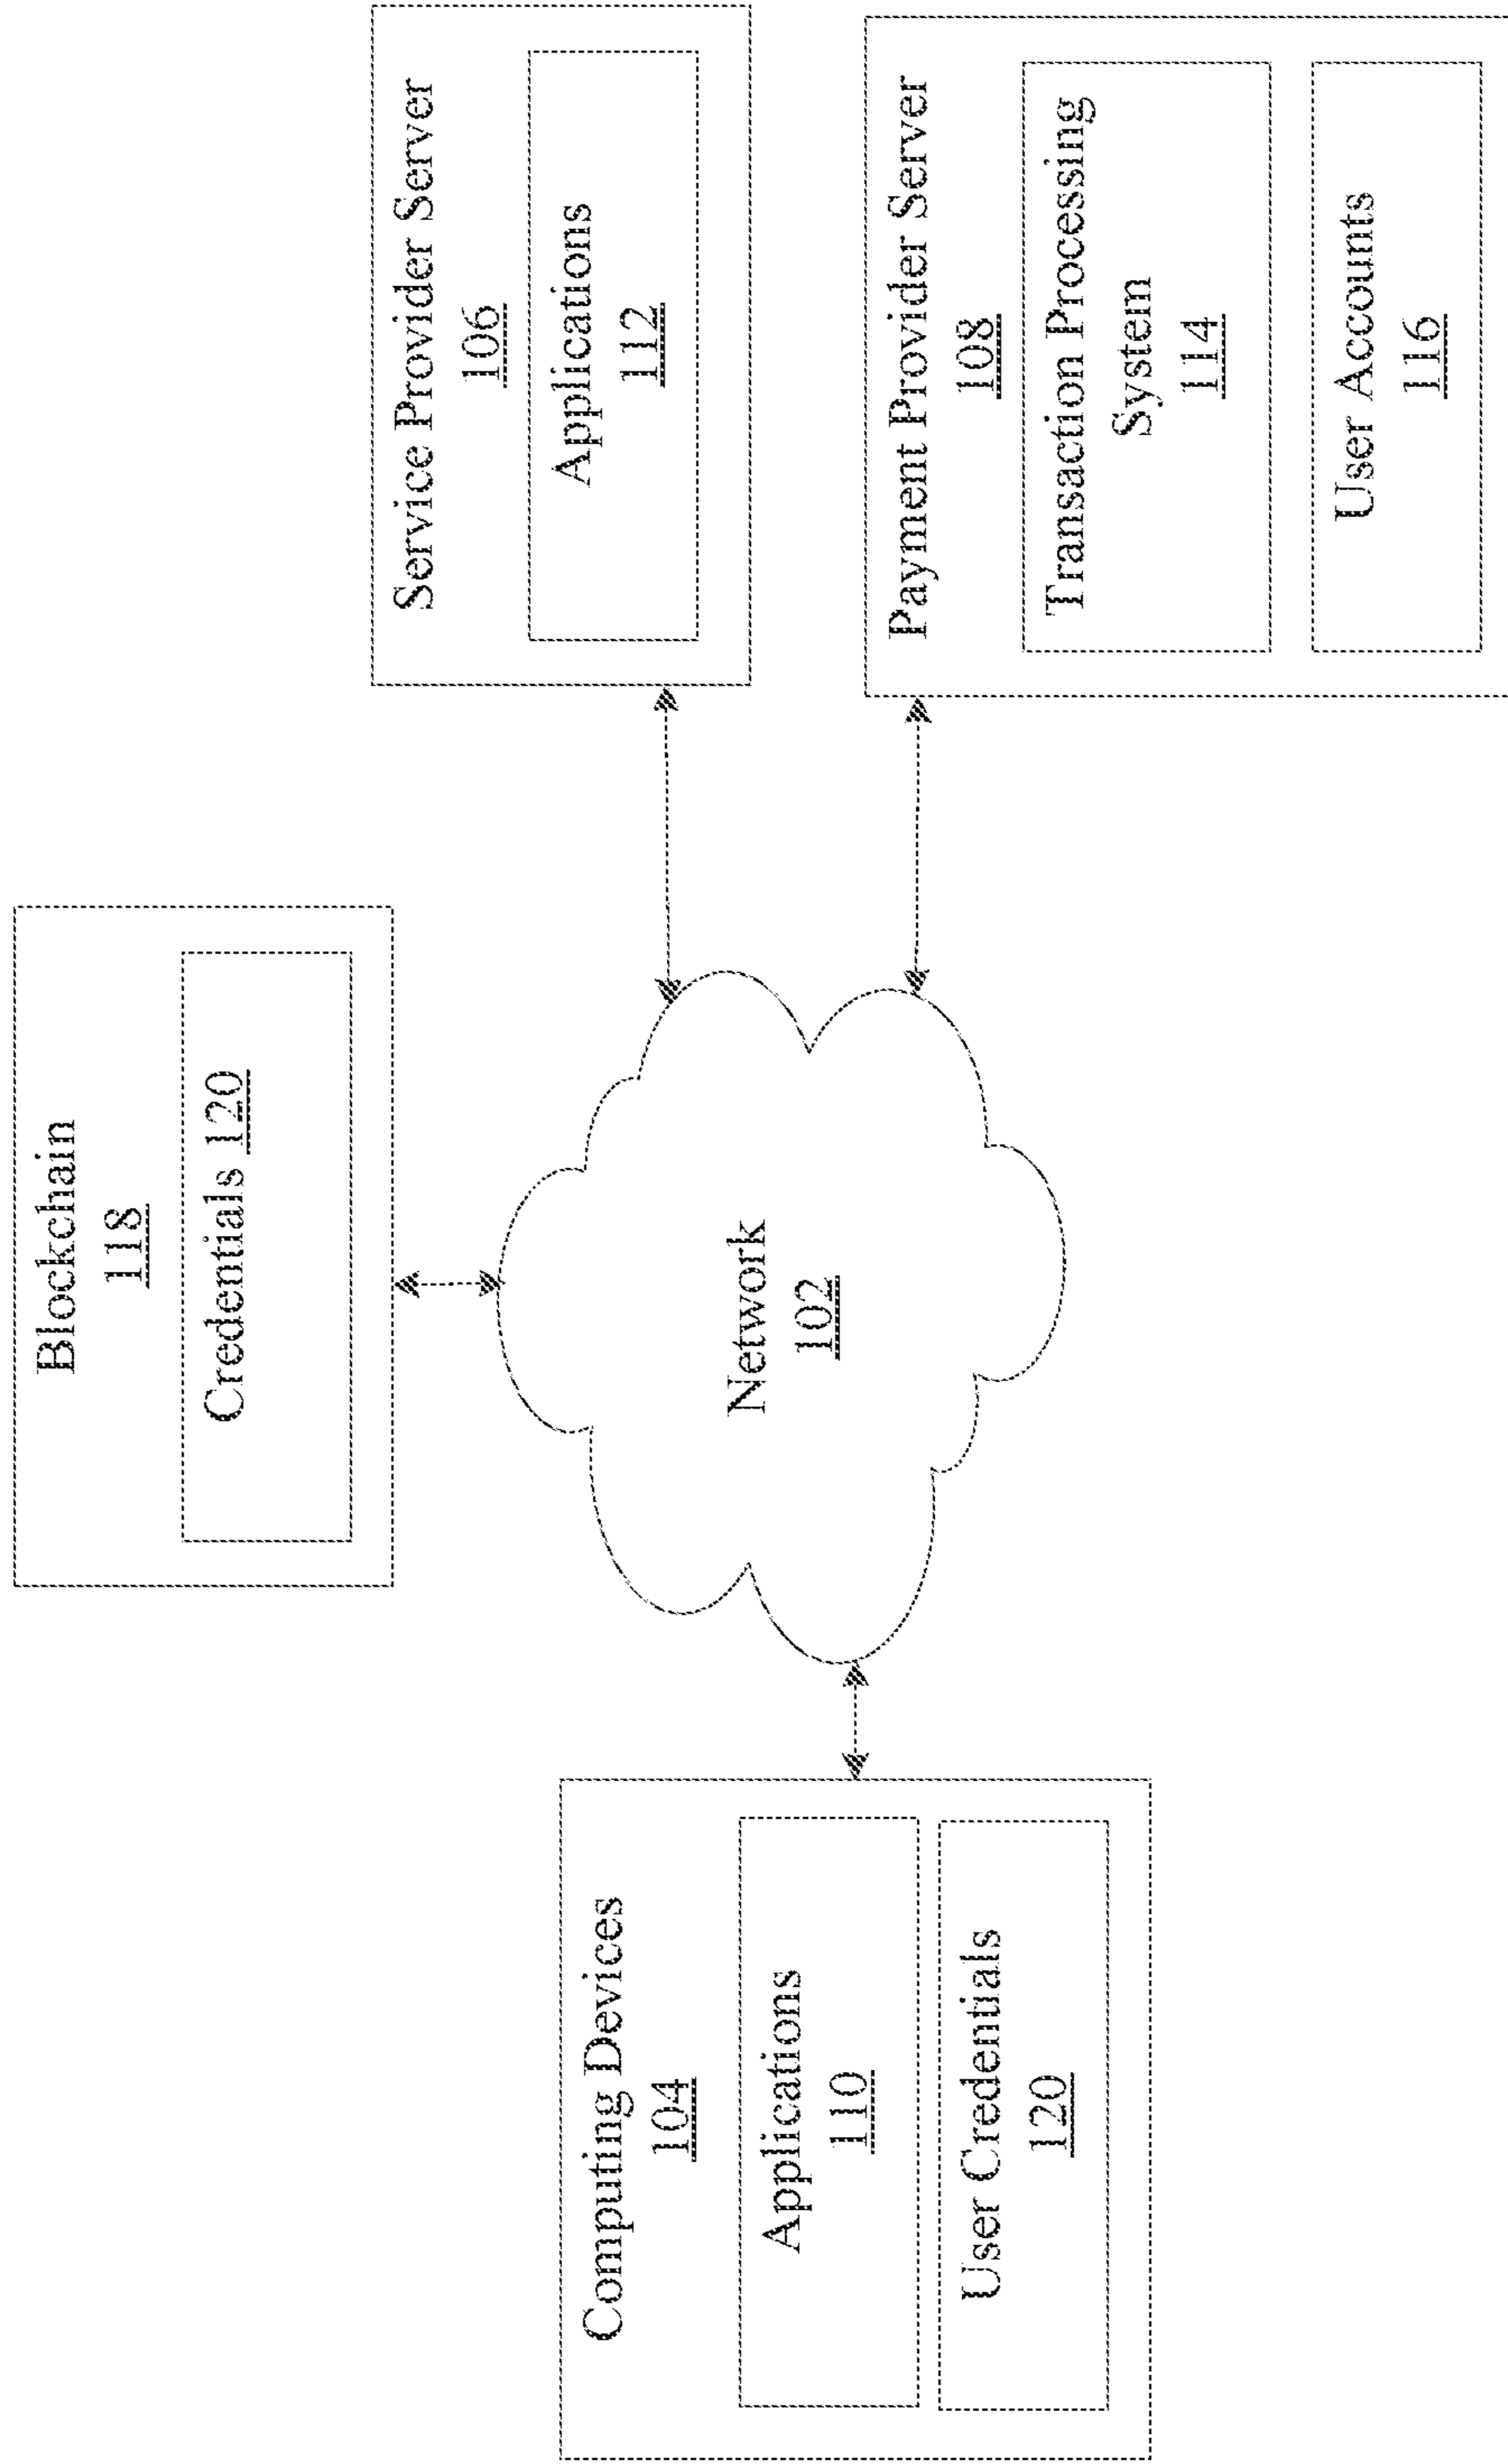 Blockchain
118
Credentials 120
Service Provider Server
106
Applications
112
Computing Devices
104
Applications
110
User Credentials
120
Network
102
Payment Provider Server
108
Transaction Processing
System
114
User Accounts
116